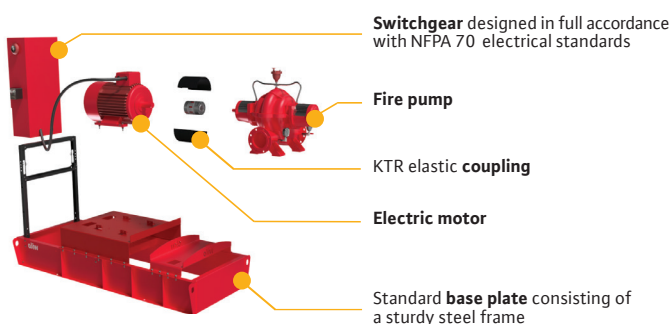 Switchgear designed in full accordance
with NFPA 70 electrical standards
Fire pump
KTR elastic coupling
Electric motor
Standard base plate consisting of
a sturdy steel frame